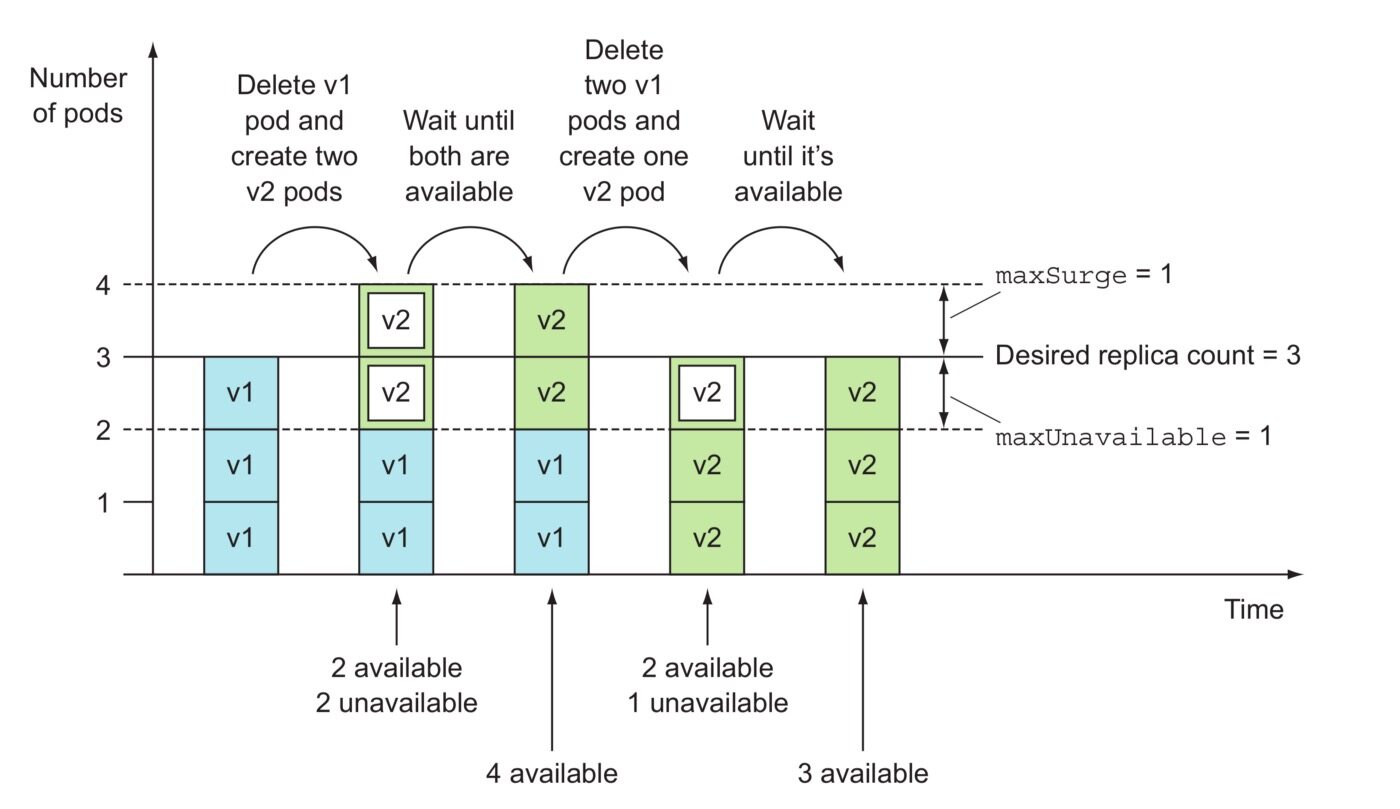 Number
of pods
Delete v1
pod and
create two
v2 pods
Wait until
both are
available
Delete
two v1
pods and
create one
v2 pod
Wait
until it’s
available
4
3
2
1
v1
v1
v1
v2
v2
v1
v1
v2
v2
v1
v1
v2
v2
v2
v2
v2
v2
maxSurge = 1
Desired replica count = 3
maxUnavailable = 1
Time
2 available
2 unavailable
4 available
2 available
1 unavailable
3 available